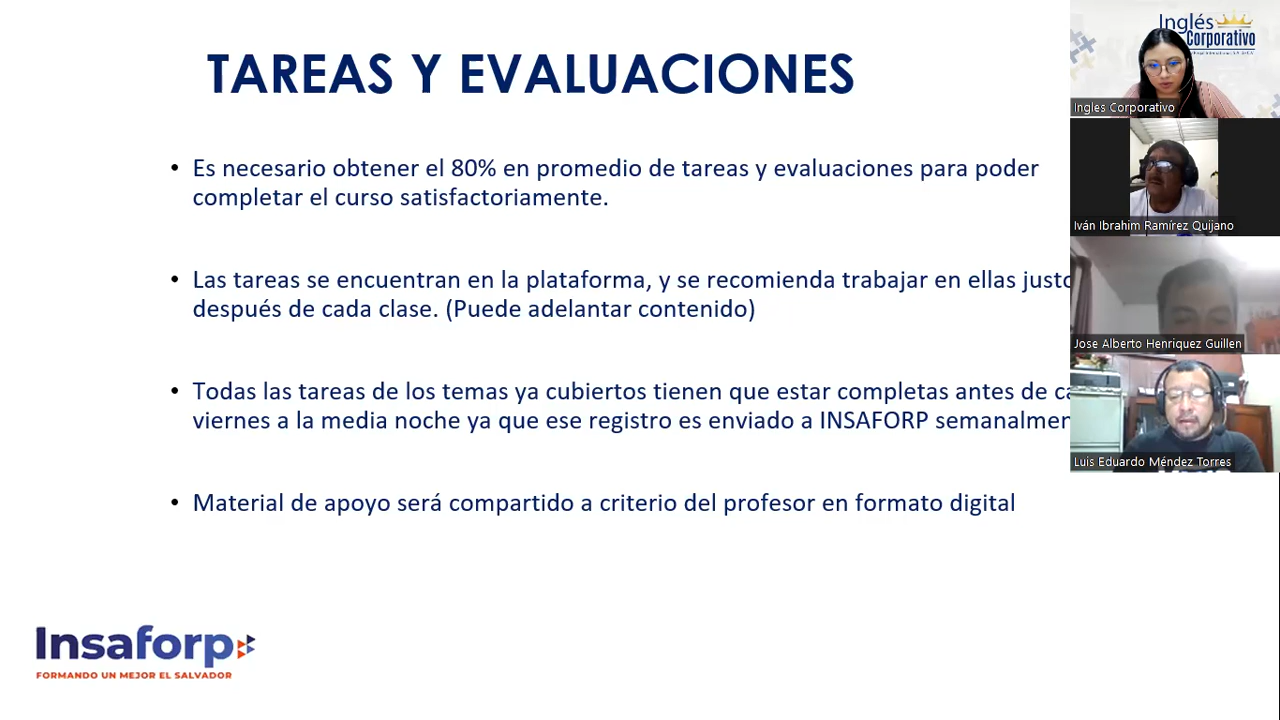 TAREAS Y EVALUACIONES
• Es necesario obtener el 80% en promedio de tareas y evaluaciones para poder
completar el curso satisfactoriamente.
• Las tareas se encuentran en la plataforma, y se recomienda trabajar en ellas justo
después de cada clase. (Puede adelantar contenido)
• Todas las tareas de los temas ya cubiertos tienen que estar completas antes de
viernes a la media noche ya que ese registro es enviado a INSAFORP
• Material de apoyo será compartido a criterio del profesor en formato digital
Insaforp
FORMANDO UN MEJOR EL SALVADOR
Inglés
Corporativo
Ingles Corporativo
Iván Ibrahim Ramírez Quijano
Jose Alberto Henriquez Guillen
Luis Eduardo Méndez Torres